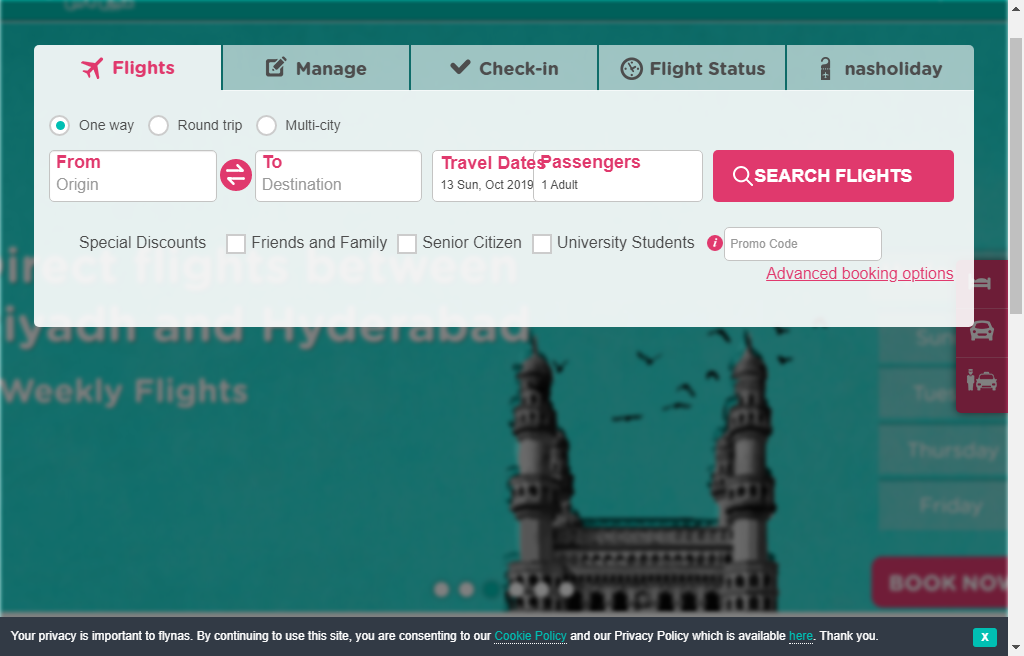 Flights
Manage
Check-in
Flight Status
nasholiday
One way
Round trip
Multi-city
From
Origin
To
Destination
Travel Dates
13 Sun, Oct 2019
Passengers
1 Adult
SEARCH FLIGHTS
Special Discounts
Friends and Family
Senior Citizen
University Students
Promo Code
Advanced booking options
irect flights between
iyadh and Hyderabad
Weekly Flights
Sun
Tues
Thursday
Friday
BOOK NOW
Your privacy is important to flynas. By continuing to use this site, you are consenting to our Cookie Policy and our Privacy Policy which is available here. Thank you.
X